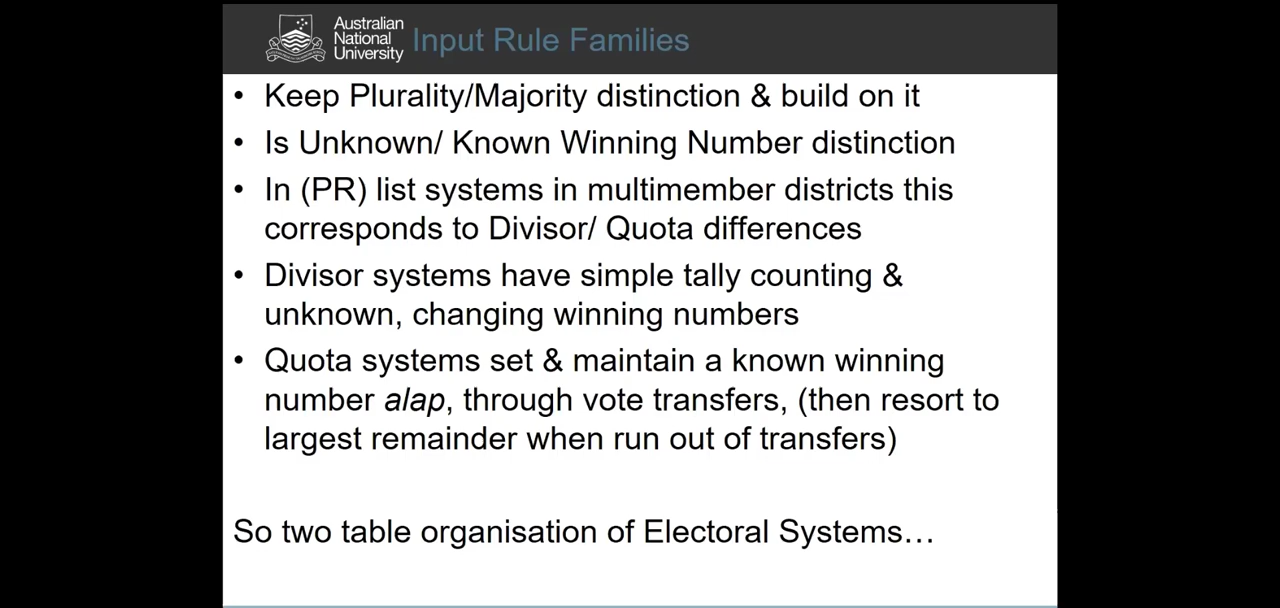 Australian
National
University
Input Rule Families
• Keep Plurality/Majority distinction & build on it
• Is Unknown/ Known Winning Number distinction
• In (PR) list systems in multimember districts this
corresponds to Divisor/ Quota differences
• Divisor systems have simple tally counting &
unknown, changing winning numbers
• Quota systems set & maintain a known winning
number alap, through vote transfers, (then resort to
largest remainder when run out of transfers)
So two table organisation of Electoral Systems…